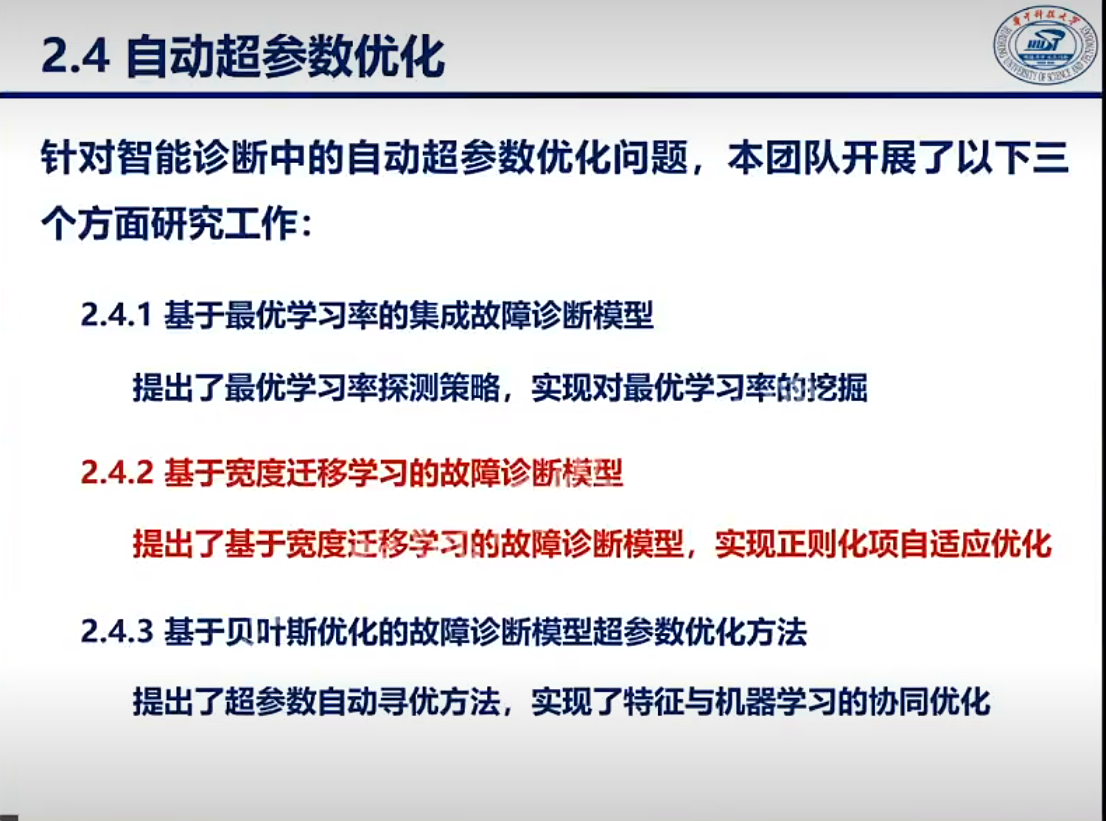 2.4 自动超参数优化
华中科技大学
HUST
针对智能诊断中的自动超参数优化问题，本团队开展了以下三
个方面研究工作：
2.4.1 基于最优学习率的集成故障诊断模型
提出了最优学习率探测策略，实现对最优学习率的挖掘
2.4.2 基于宽度迁移学习的故障诊断模型
提出了基于宽度迁移学习的故障诊断模型，实现正则化项自适应优化
2.4.3 基于贝叶斯优化的故障诊断模型超参数优化方法
提出了超参数自动寻优方法，实现了特征与机器学习的协同优化